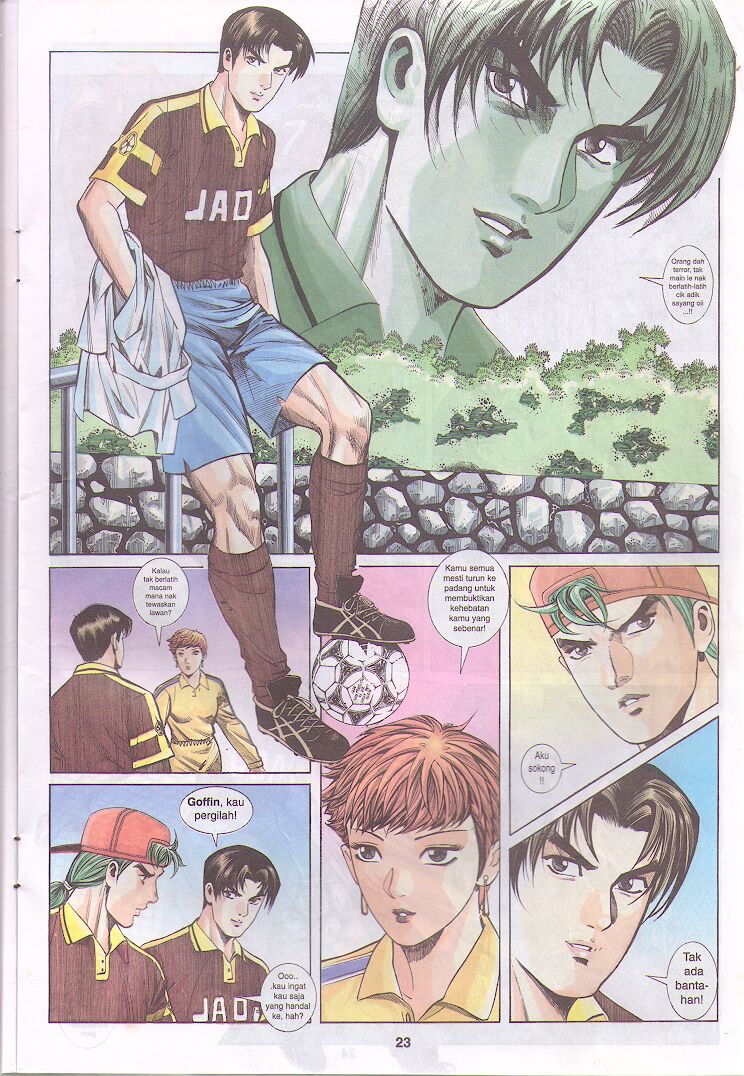 JAO
Orang dah
terror, tak
main le nak
berlatih-latih
cik adik
sayang oii
...!!
Kalau
tak berlatih
macam
mana nak
tewaskan
lawan?
Kamu semua
mesti turun ke
padang untuk
membuktikan
kehebatan
kamu yang
sebenar!
Aku
sokong
!!
Goffin, kau
pergilah!
Ooo..
.kau ingat
kau saja
yang handal
ke, hah?
JAO
Tak
ada
banta-
han!
23